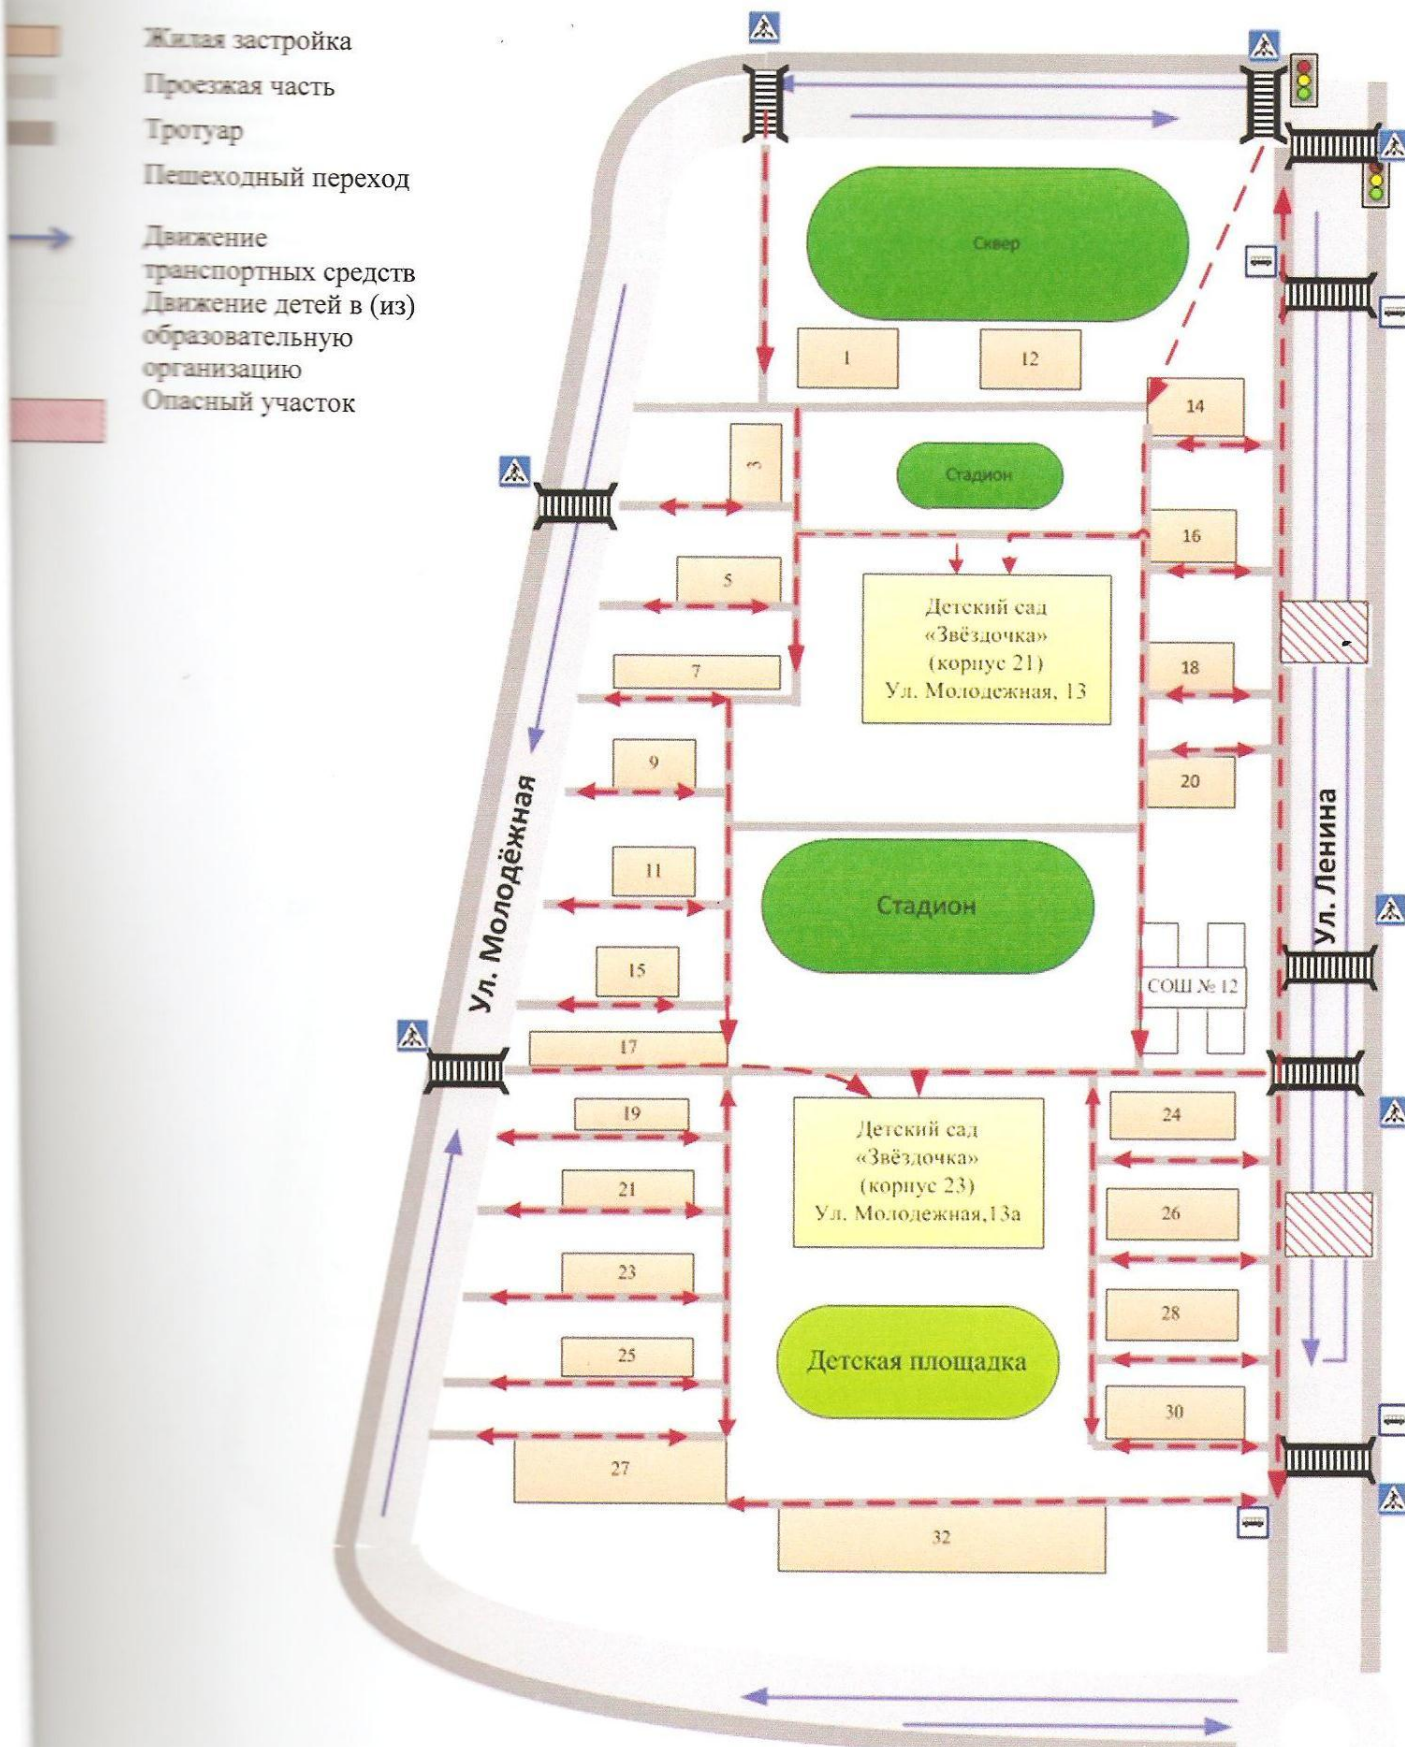 Жилая застройка
Проезжая часть
Тротуар
Пешеходный переход
Движение
транспортных средств
Движение детей в (из)
образовательную
организацию
Опасный участок
Сквер
1
12
14
3
Стадион
16
5
Детский сад
«Звёздочка»
(корпус 21)
Ул. Молодежная, 13
7
18
9
20
Ул. Молодёжная
Ул. Ленина
11
Стадион
15
СОШ № 12
17
19
24
Детский сад
«Звёздочка»
(корпус 23)
Ул. Молодежная,13а
21
26
23
28
25
Детская площадка
30
27
32